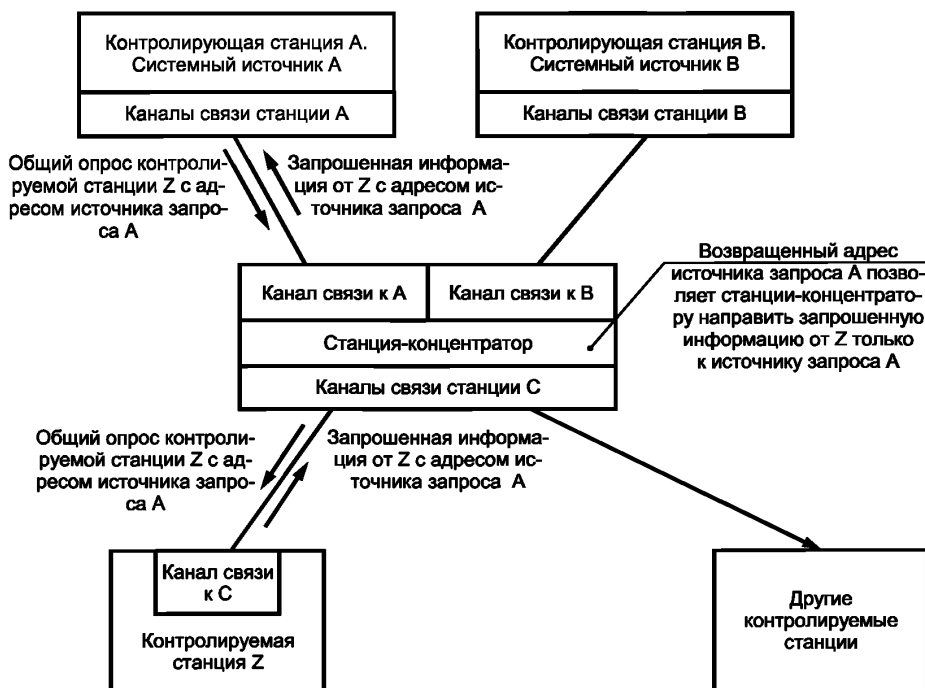 Контролирующая станция А.
Системный источник А
Каналы связи станции А
Контролирующая станция В.
Системный источник В
Каналы связи станции В
Общий опрос контроли-
руемой станции Z с ад-
ресом источника запро-
са А
Запрошенная информа-
ция от Z с адресом ис-
точника запроса А
Возвращенный адрес
источника запроса А позво-
ляет станции-концентрато-
ру направить запрошенную
информацию от Z только
к источнику запроса А
Канал связи к А
Канал связи к В
Станция-концентратор
Каналы связи станции С
Общий опрос контроли-
руемой станции Z с ад-
ресом источника запро-
са А
Запрошенная информа-
ция от Z с адресом ис-
точника запроса А
Канал связи
к С
Контролируемая
станция Z
Другие
контролируемые
станции